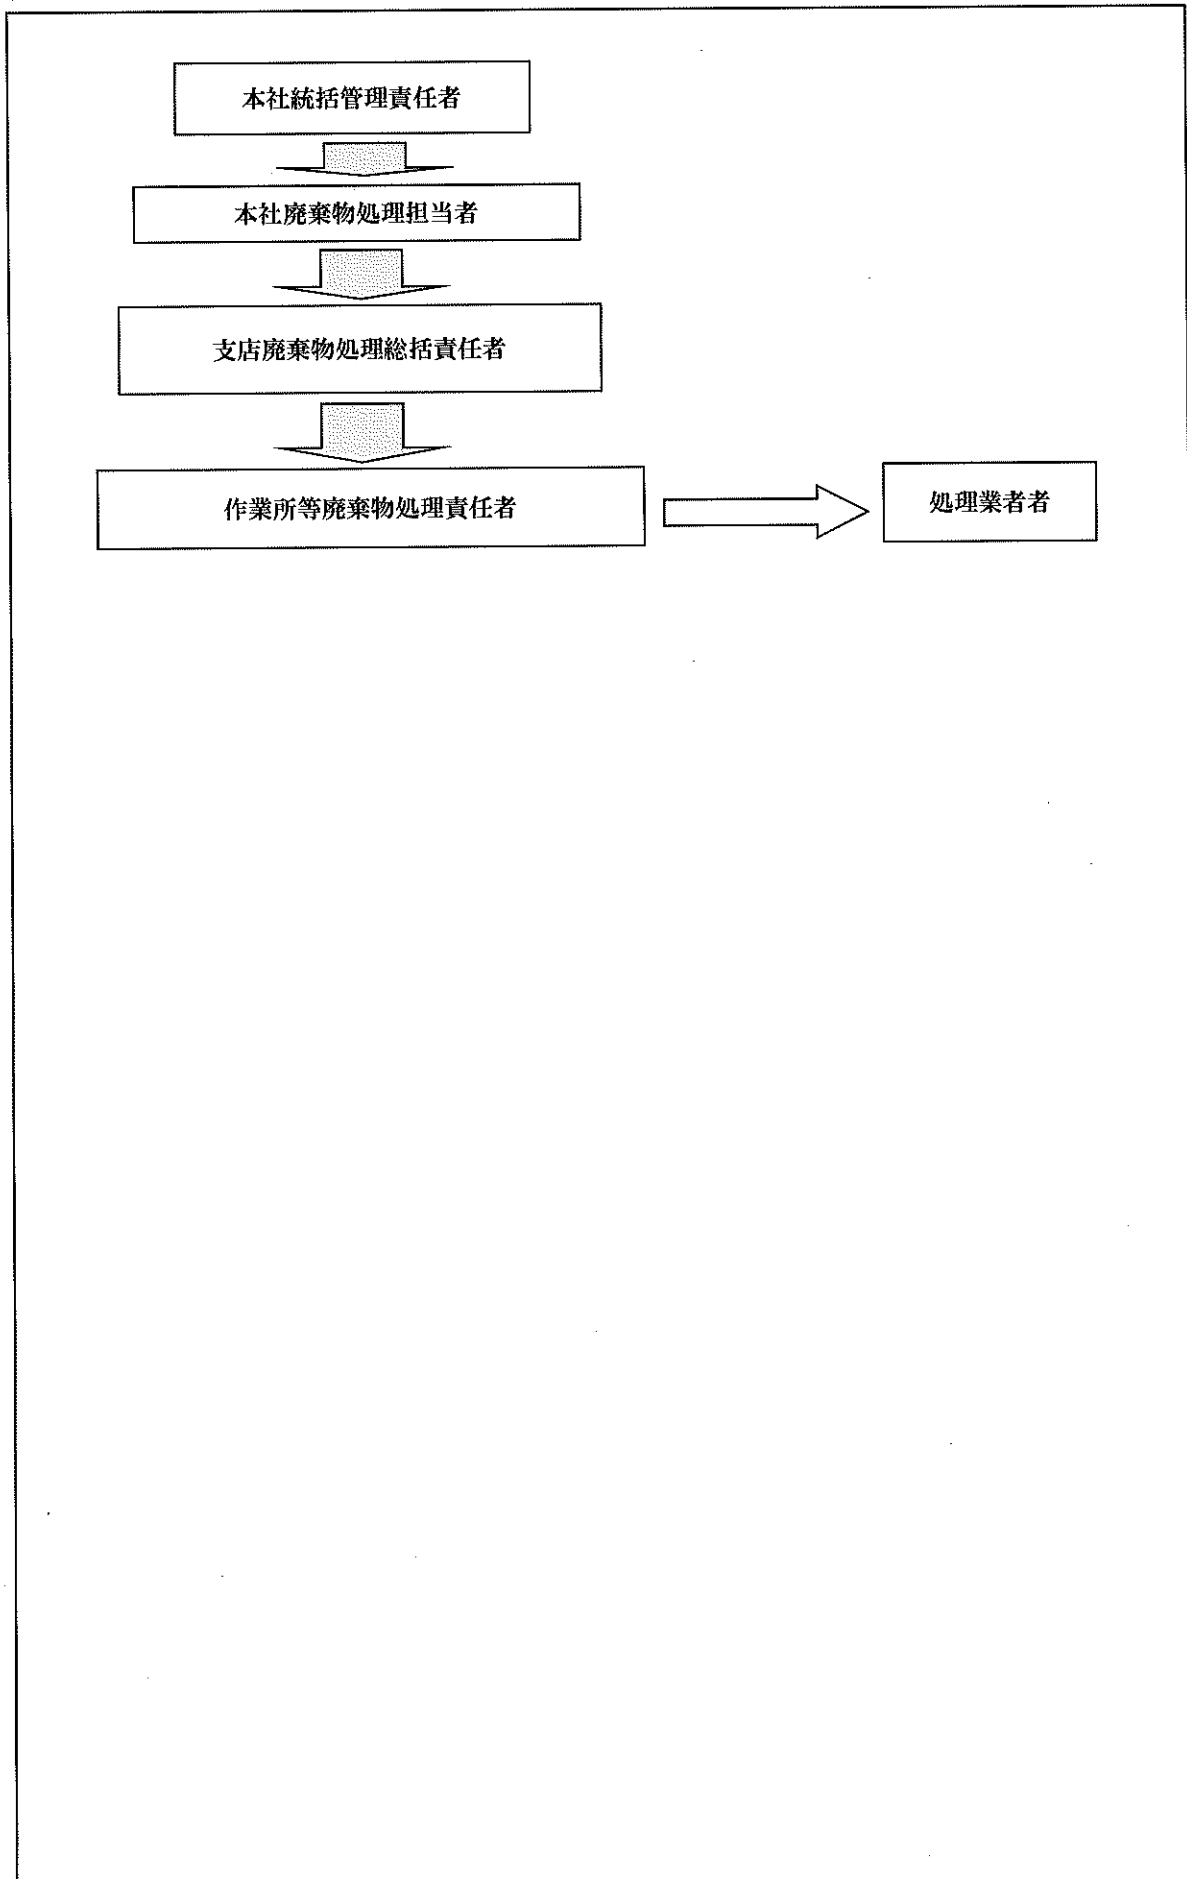 本社統括管理責任者
本社廃棄物処理担当者
支店廃棄物処理総括責任者
作業所等廃棄物処理責任者
処理業者者